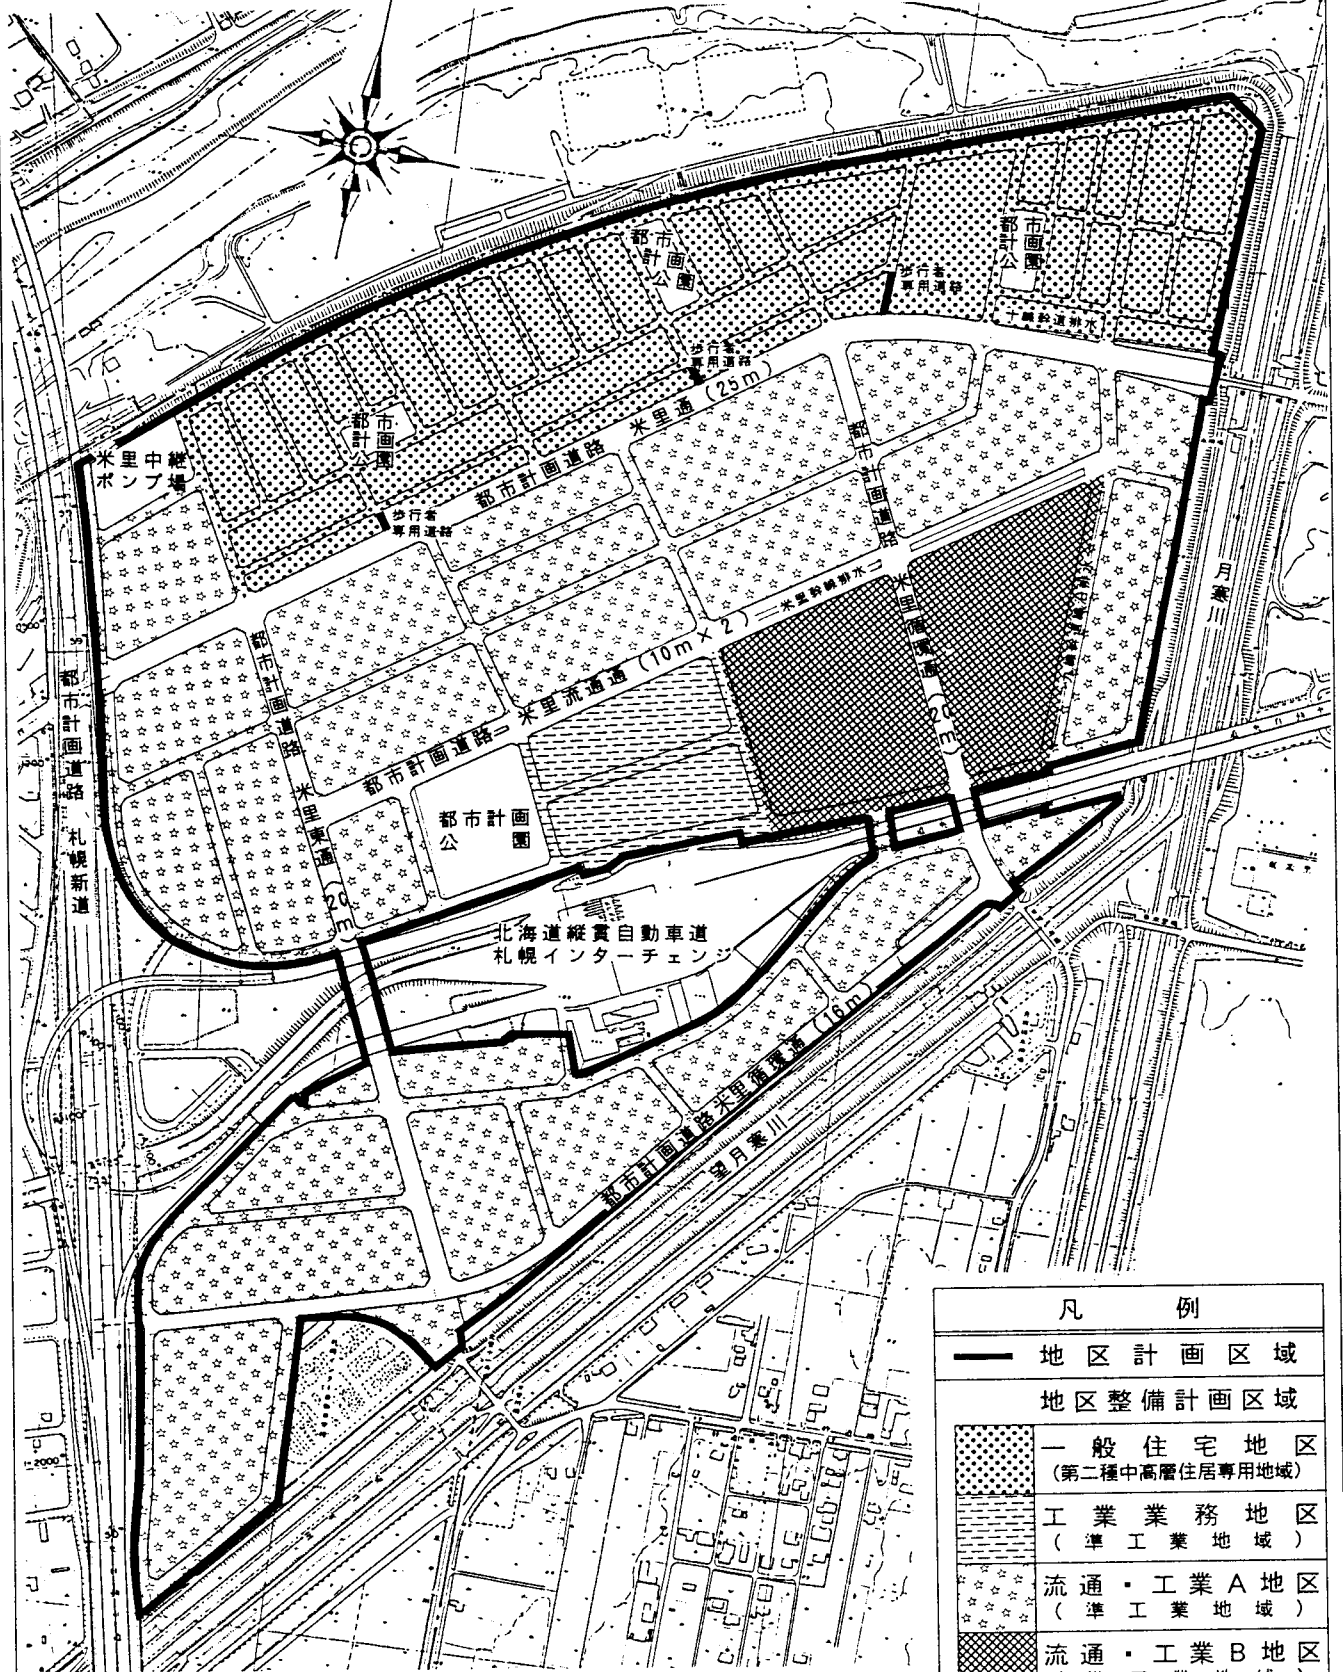 都市
計画
公園
都市
計画
公園
歩行者
専用道路
十線幹道排水
歩行者
専用道路
都市計画道路 米里通(25m)
都市
計画
公園
米里中継
ポンプ場
歩行者
専用道路
都市計画道路 米里循環通(20m)
米里幹線排水
月寒川
都市計画道路 米里流通通(10m×2)
都市計画道路 米里東通(20m)
都市計画道路 札幌新道
都市計画
公園
北海道縦貫自動車道
札幌インターチェンジ
都市計画道路米里循環通(16m)
望月寒川
凡例
地区計画区域
地区整備計画区域
一般住宅地区
(第二種中高層住居専用地域)
工業業務地区
(準工業地域)
流通・工業A地区
(準工業地域)
流通・工業B地区